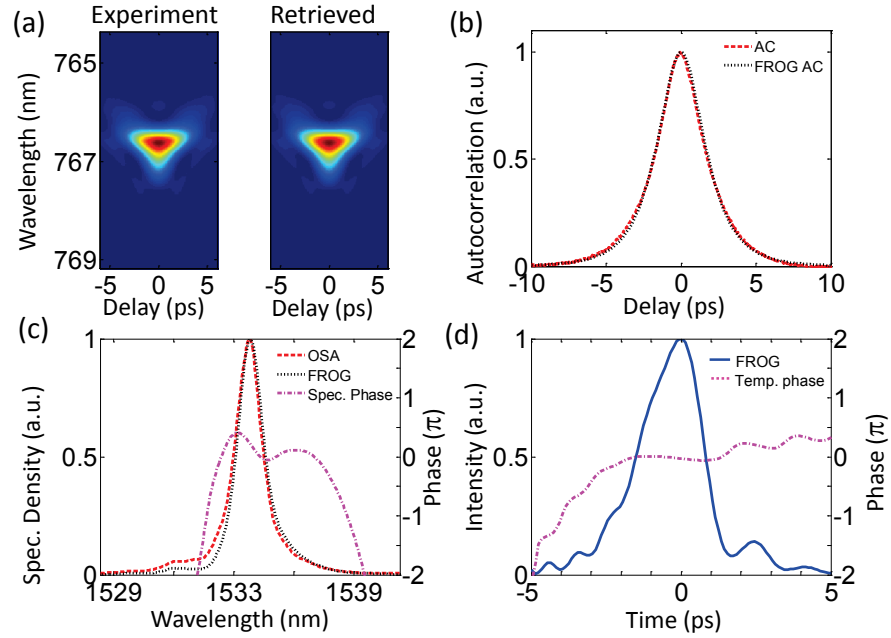 (a) Experiment Retrieved
765
767
769
Wavelength (nm)
-5 0 5 -5 0 5
Delay (ps) Delay (ps)
(b)
AC
FROG AC
1
0.5
0
Autocorrelation (a.u.)
-10 -5 0 5 10
Delay (ps)
(c)
OSA
FROG
Spec. Phase
1
0.5
0
Spec. Density (a.u.)
2
1
0
-1
-2
Phase (π)
1529 1533 1539
Wavelength (nm)
(d)
FROG
Temp. phase
1
0.5
0
Intensity (a.u.)
2
1
0
-1
-2
Phase (π)
-5 0 5
Time (ps)